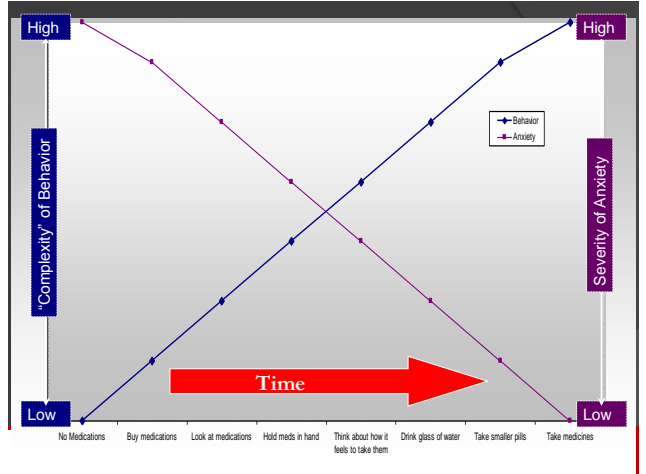 High
High
Behavior
Anxiety
"Complexity" of Behavior
Severity of Anxiety
Time
Low
Low
No Medications
Buy medications
Look at medications
Hold meds in hand
Think about how it
feels to take them
Drink glass of water
Take smaller pills
Take medicines